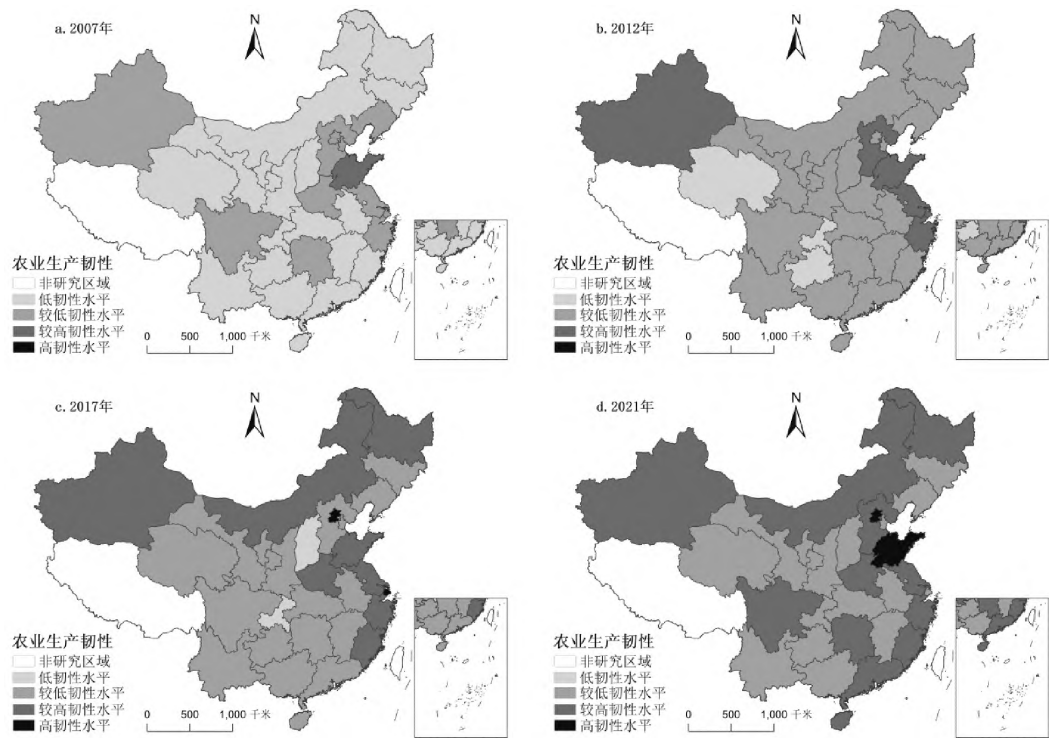 a. 2007年
N
农业生产韧性
非研究区域
低韧性水平
较低韧性水平
较高韧性水平
高韧性水平
0 500 1,000 千米
b. 2012年
N
农业生产韧性
非研究区域
低韧性水平
较低韧性水平
较高韧性水平
高韧性水平
0 500 1,000 千米
c. 2017年
N
农业生产韧性
非研究区域
低韧性水平
较低韧性水平
较高韧性水平
高韧性水平
0 500 1,000 千米
d. 2021年
N
农业生产韧性
非研究区域
低韧性水平
较低韧性水平
较高韧性水平
高韧性水平
0 500 1,000 千米